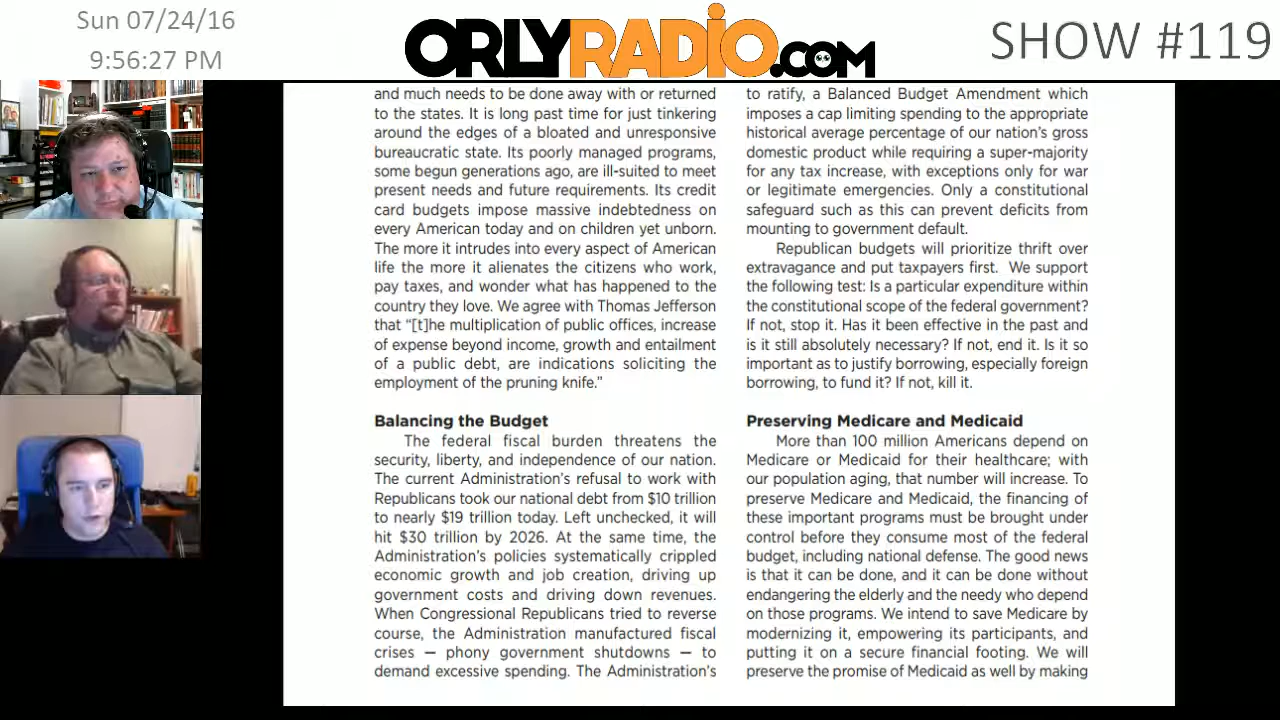 Sun 07/24/16
9:56:27 PM
ORLYRADiO.COM
SHOW #119
and much needs to be done away with or returned
to the states. It is long past time for just tinkering
around the edges of a bloated and unresponsive
bureaucratic state. Its poorly managed programs,
some begun generations ago, are ill-suited to meet
present needs and future requirements. Its credit
card budgets impose massive indebtedness on
every American today and on children yet unborn.
The more it intrudes into every aspect of American
life the more it alienates the citizens who work,
pay taxes, and wonder what has happened to the
country they love. We agree with Thomas Jefferson
that “[t]he multiplication of public offices, increase
of expense beyond income, growth and entailment
of a public debt, are indications soliciting the
employment of the pruning knife.”
Balancing the Budget
The federal fiscal burden threatens the
security, liberty, and independence of our nation.
The current Administration’s refusal to work with
Republicans took our national debt from $10 trillion
to nearly $19 trillion today. Left unchecked, it will
hit $30 trillion by 2026. At the same time, the
Administration’s policies systematically crippled
economic growth and job creation, driving up
government costs and driving down revenues.
When Congressional Republicans tried to reverse
course, the Administration manufactured fiscal
crises — phony government shutdowns — to
demand excessive spending. The Administration’s
to ratify, a Balanced Budget Amendment which
imposes a cap limiting spending to the appropriate
historical average percentage of our nation’s gross
domestic product while requiring a super-majority
for any tax increase, with exceptions only for war
or legitimate emergencies. Only a constitutional
safeguard such as this can prevent deficits from
mounting to government default.
Republican budgets will prioritize thrift over
extravagance and put taxpayers first. We support
the following test: Is a particular expenditure within
the constitutional scope of the federal government?
If not, stop it. Has it been effective in the past and
is it still absolutely necessary? If not, end it. Is it so
important as to justify borrowing, especially foreign
borrowing, to fund it? If not, kill it.
Preserving Medicare and Medicaid
More than 100 million Americans depend on
Medicare or Medicaid for their healthcare; with
our population aging, that number will increase. To
preserve Medicare and Medicaid, the financing of
these important programs must be brought under
control before they consume most of the federal
budget, including national defense. The good news
is that it can be done, and it can be done without
endangering the elderly and the needy who depend
on those programs. We intend to save Medicare by
modernizing it, empowering its participants, and
putting it on a secure financial footing. We will
preserve the promise of Medicaid as well by making